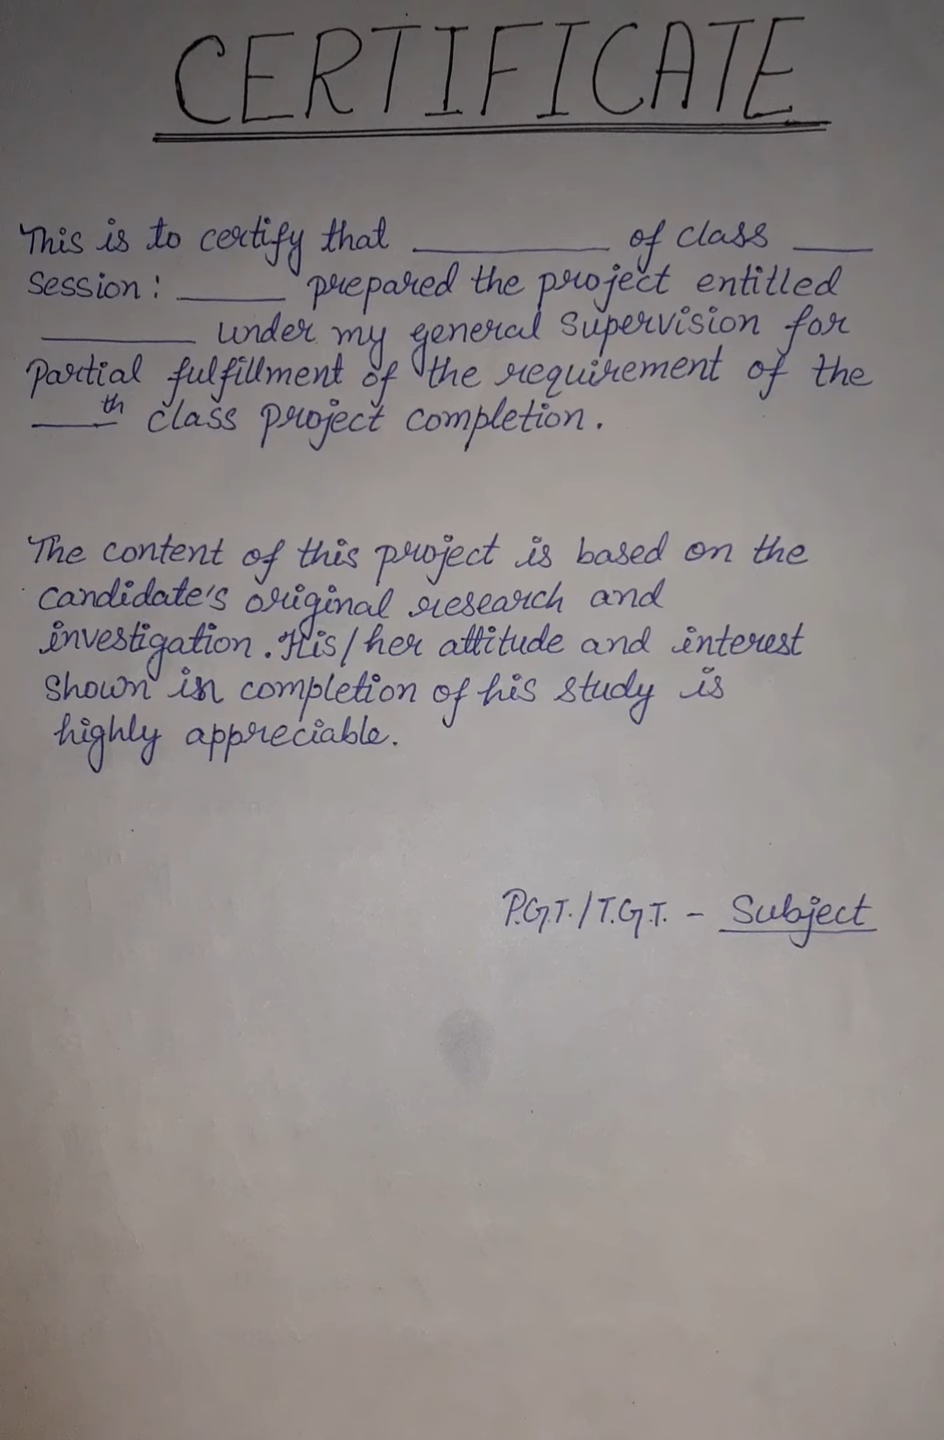 CERTIFICATE
This is to certify that __________ of class ____
Session: ______ prepared the project entitled
________ under my general Supervision for
Partial fulfillment of the requirement of the
____th class project completion.
The content of this project is based on the
candidate's original research and
investigation. His/her attitude and interest
Shown in completion of his study is
highly appreciable.
P.G.T./T.G.T. - Subject